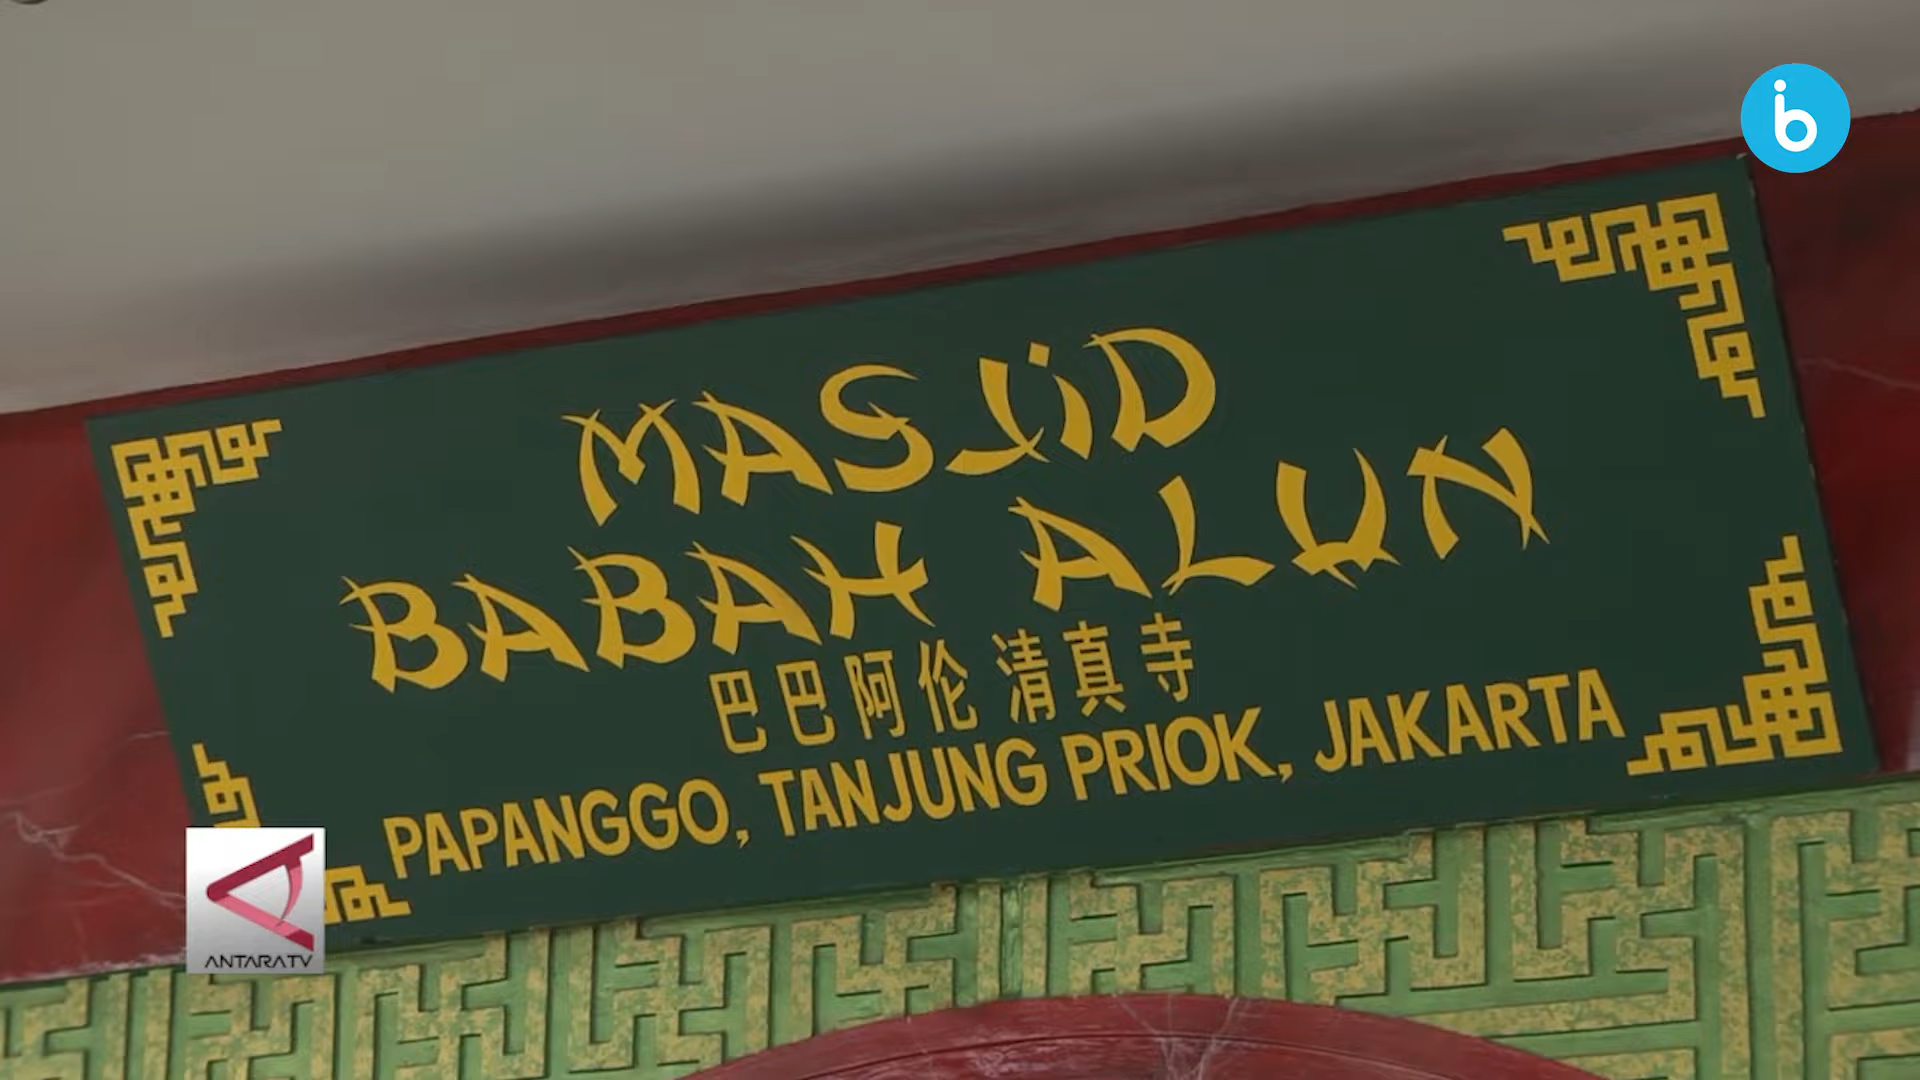 MASJiD
BABAH ALUN
巴巴阿伦 清真寺
PAPANGGO, TANJUNG PRIOK, JAKARTA
ANTARATV
b